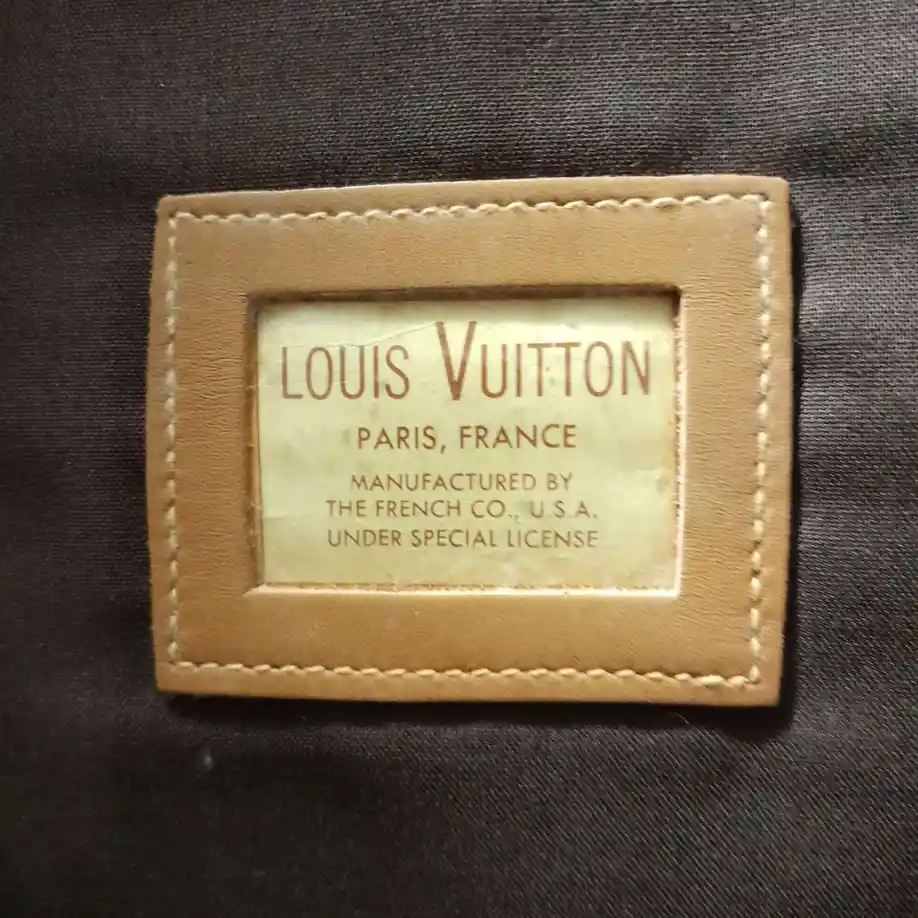 LOUIS VUITTON
PARIS, FRANCE
MANUFACTURED BY
THE FRENCH CO., U.S.A.
UNDER SPECIAL LICENSE